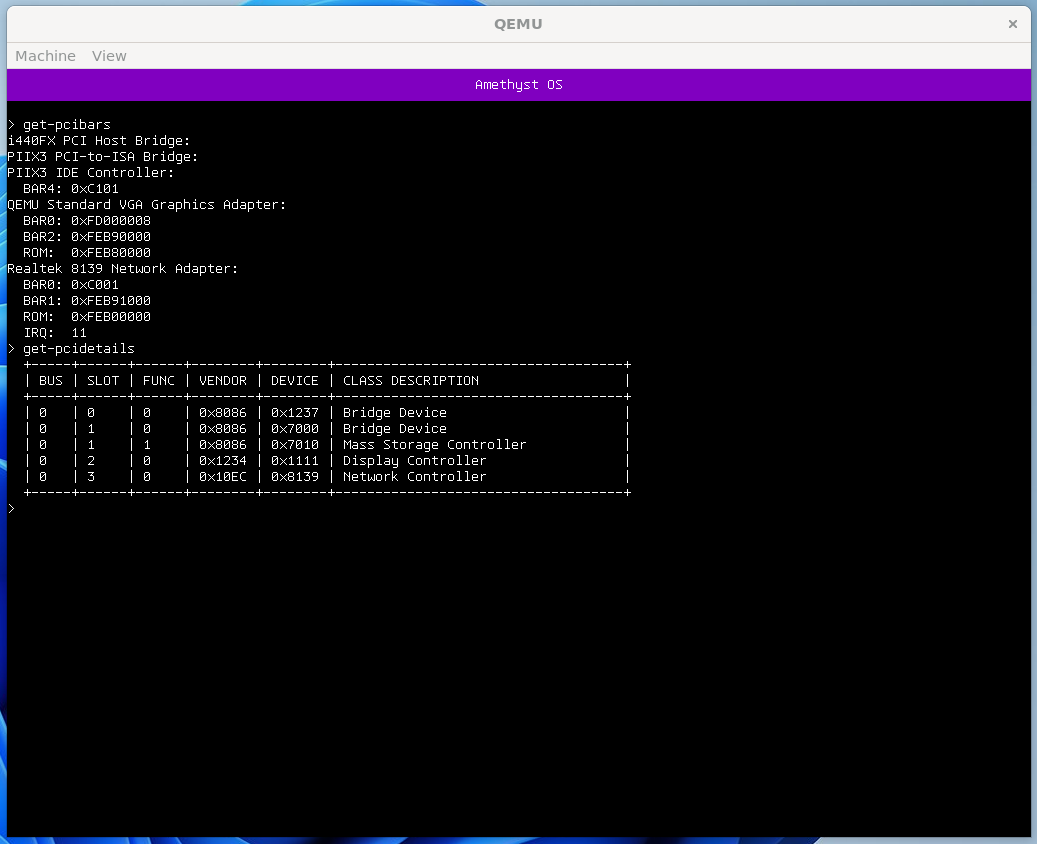 QEMU
×
Machine View
Amethyst OS
> get-pcibars
i440FX PCI Host Bridge:
PIIX3 PCI-to-ISA Bridge:
PIIX3 IDE Controller:
  BAR4: 0xC101
QEMU Standard VGA Graphics Adapter:
  BAR0: 0xFD000008
  BAR2: 0xFEB90000
  ROM:  0xFEB80000
Realtek 8139 Network Adapter:
  BAR0: 0xC001
  BAR1: 0xFEB91000
  ROM:  0xFEB00000
  IRQ:  11
> get-pcidetails
  +-----+------+------+--------+--------+------------------------------------+
  | BUS | SLOT | FUNC | VENDOR | DEVICE | CLASS DESCRIPTION                  |
  +-----+------+------+--------+--------+------------------------------------+
  | 0   | 0    | 0    | 0x8086 | 0x1237 | Bridge Device                      |
  | 0   | 1    | 0    | 0x8086 | 0x7000 | Bridge Device                      |
  | 0   | 1    | 1    | 0x8086 | 0x7010 | Mass Storage Controller            |
  | 0   | 2    | 0    | 0x1234 | 0x1111 | Display Controller                 |
  | 0   | 3    | 0    | 0x10EC | 0x8139 | Network Controller                 |
  +-----+------+------+--------+--------+------------------------------------+
>